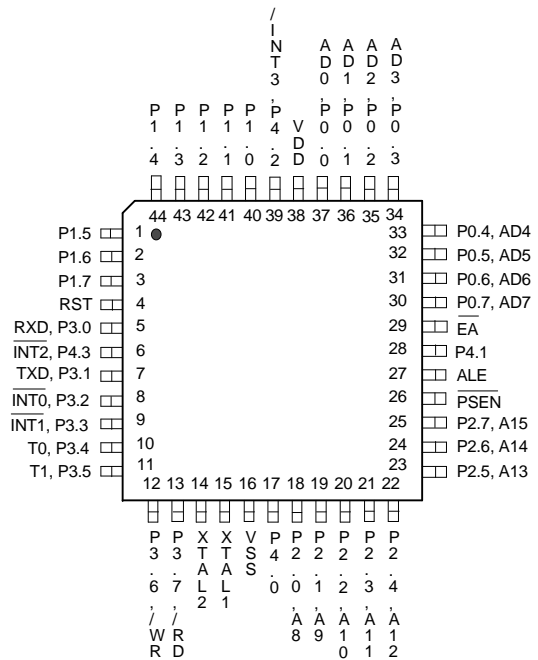 P1.4
P1.3
P1.2
P1.1
P1.0
/INT3,P4.2
VDD
AD0,P0.0
AD1,P0.1
AD2,P0.2
AD3,P0.3
44 43 42 41 40 39 38 37 36 35 34
P1.5 1
P1.6 2
P1.7 3
RST 4
RXD, P3.0 5
INT2, P4.3 6
TXD, P3.1 7
INT0, P3.2 8
INT1, P3.3 9
T0, P3.4 10
T1, P3.5 11
33 P0.4, AD4
32 P0.5, AD5
31 P0.6, AD6
30 P0.7, AD7
29 EA
28 P4.1
27 ALE
26 PSEN
25 P2.7, A15
24 P2.6, A14
23 P2.5, A13
12 13 14 15 16 17 18 19 20 21 22
P3.6,/WR
P3.7,/RD
XTAL2
XTAL1
VSS
P4.0
P2.0,A8
P2.1,A9
P2.2,A10
P2.3,A11
P2.4,A12